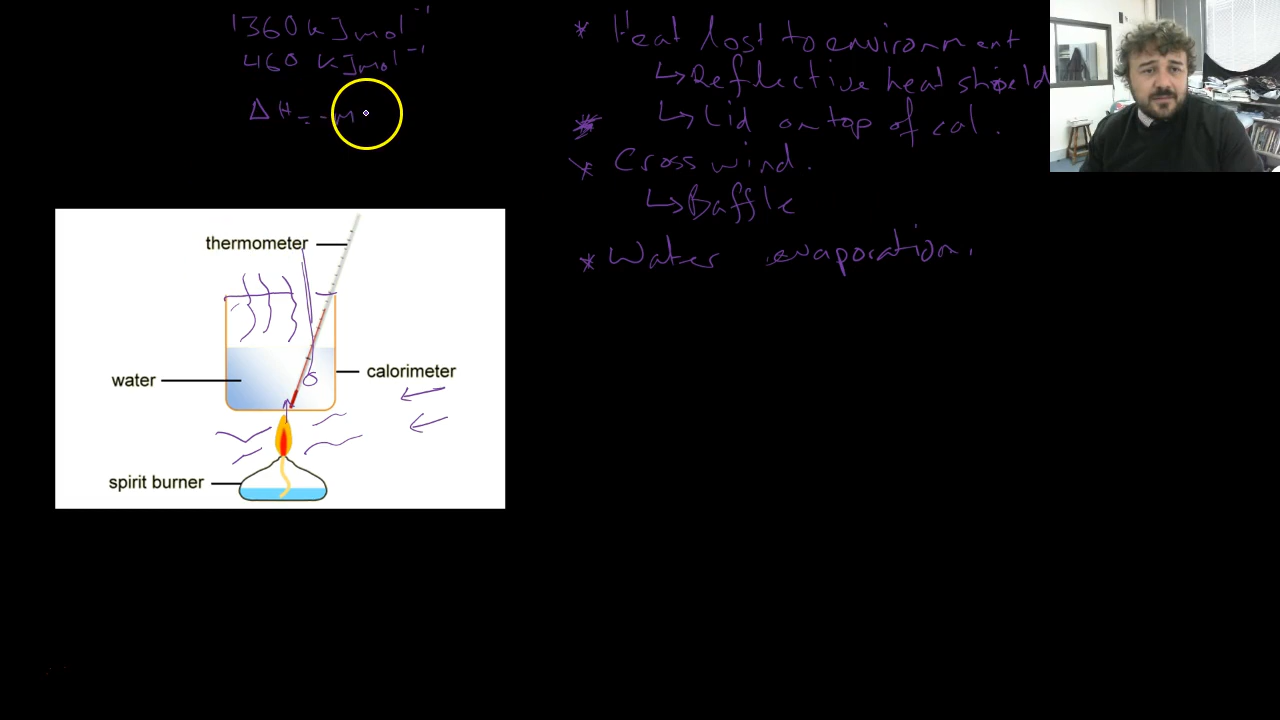 1360 kJmol⁻¹
460 kJmol⁻¹
ΔH = -m
* Heat lost to environment
↳ Reflective heat shield
↳ Lid on top of cal.
* Cross wind.
↳ Baffle
* Water evaporation.
thermometer
water
calorimeter
spirit burner